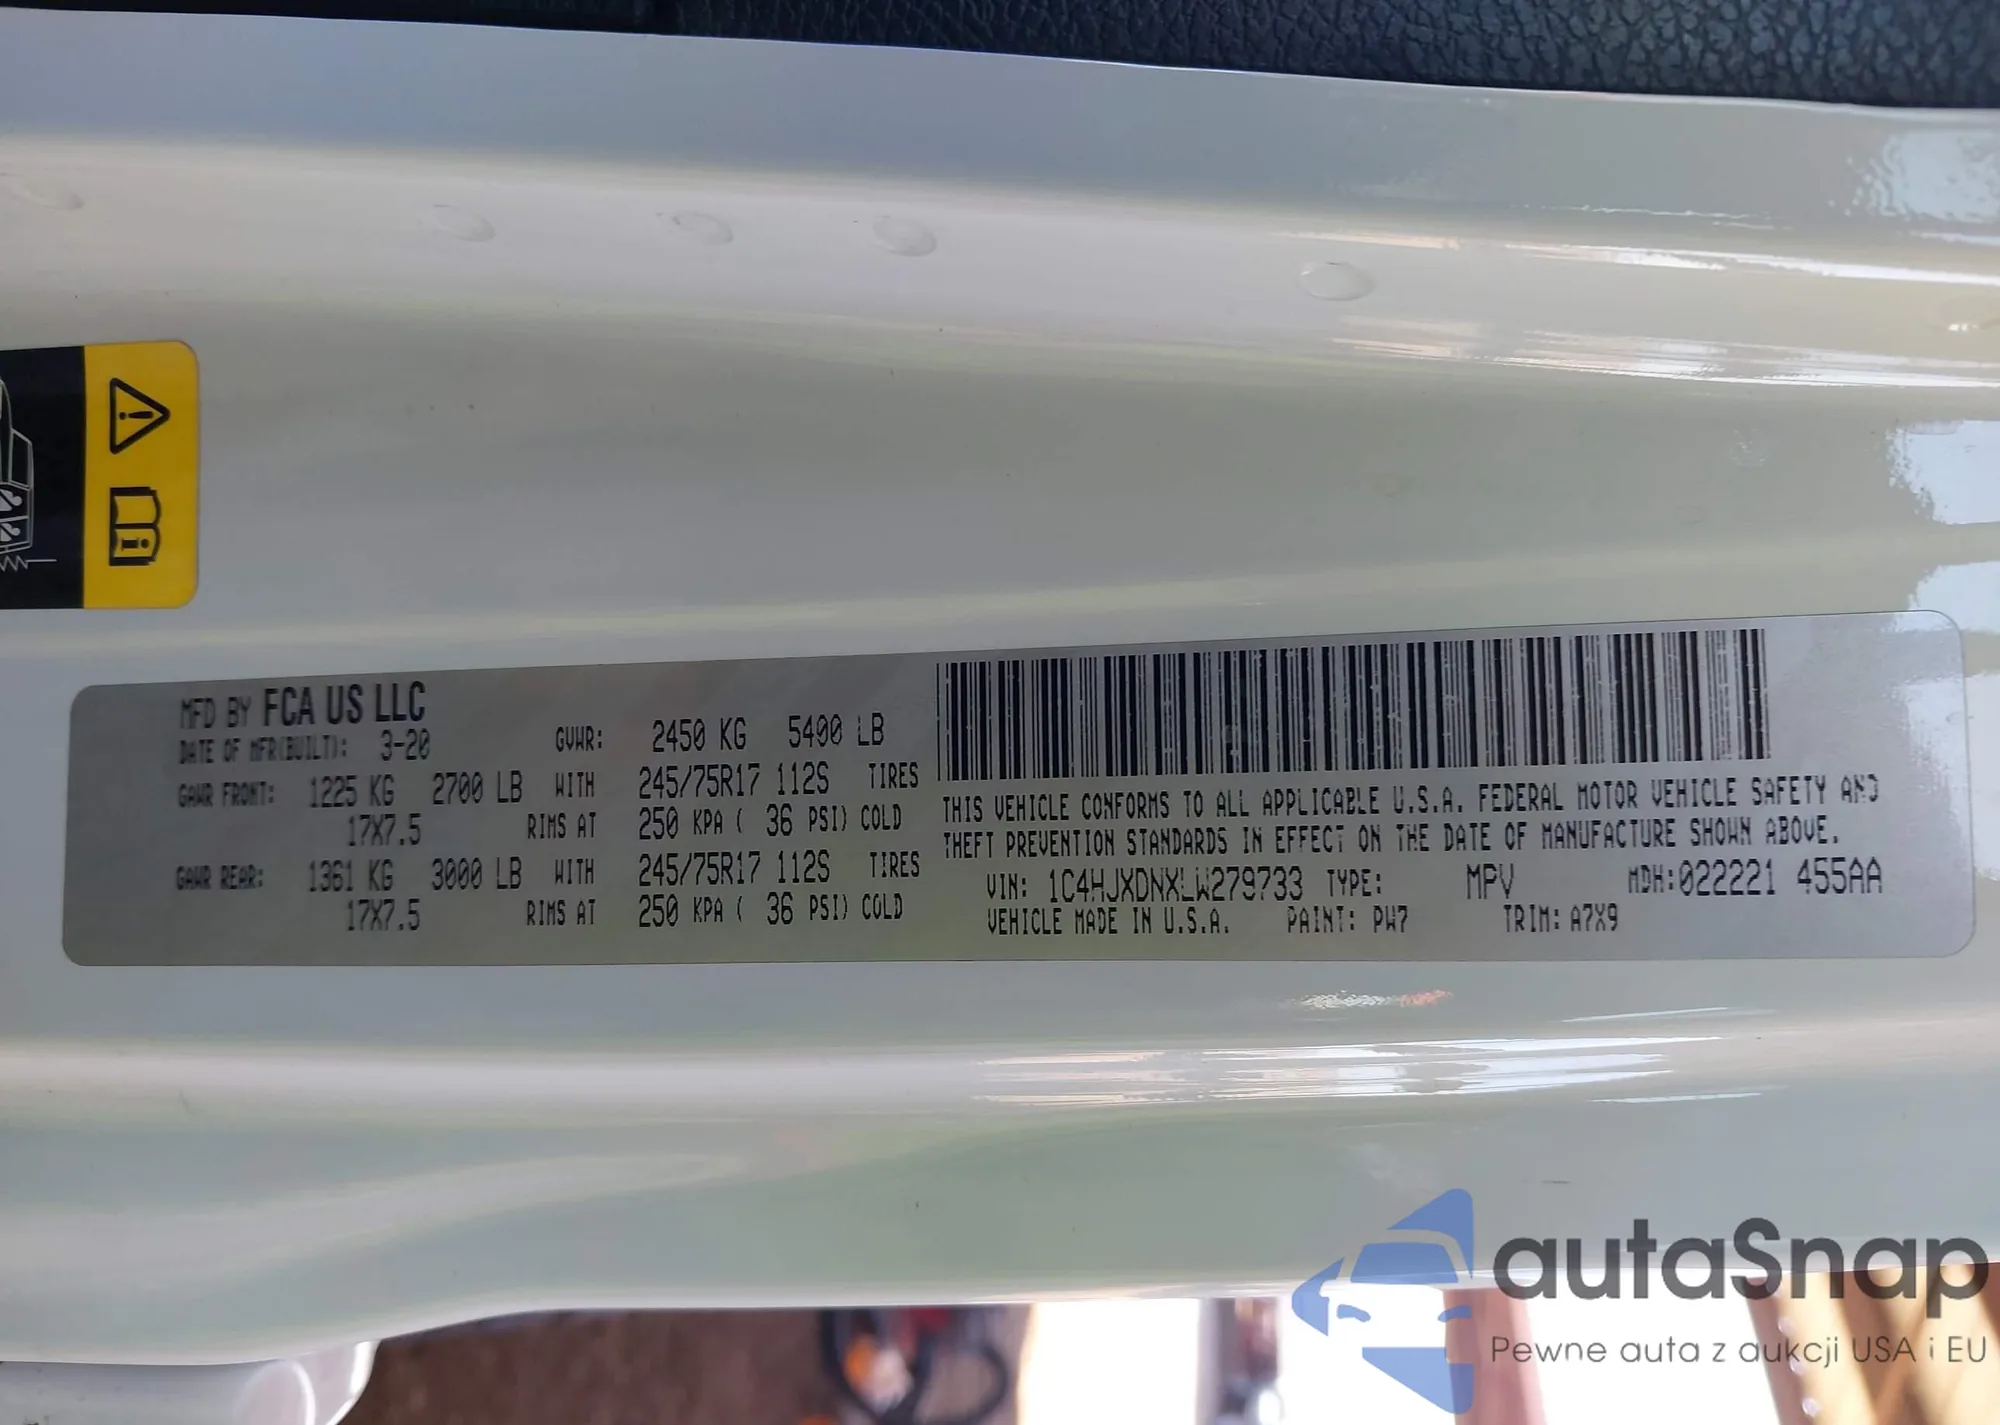 MFD BY FCA US LLC
DATE OF MFR(BUILT): 3-20 GVWR: 2450 KG 5400 LB
GAWR FRONT: 1225 KG 2700 LB WITH 245/75R17 112S TIRES
17X7.5 RIMS AT 250 KPA ( 36 PSI) COLD
GAWR REAR: 1361 KG 3000 LB WITH 245/75R17 112S TIRES
17X7.5 RIMS AT 250 KPA ( 36 PSI) COLD
THIS VEHICLE CONFORMS TO ALL APPLICABLE U.S.A. FEDERAL MOTOR VEHICLE SAFETY AND
THEFT PREVENTION STANDARDS IN EFFECT ON THE DATE OF MANUFACTURE SHOWN ABOVE.
VIN: 1C4HJXDNXLW279733 TYPE: MPV MDH:022221 455AA
VEHICLE MADE IN U.S.A. PAINT: PW7 TRIM: A7X9
autaSnap
Pewne auta z aukcji USA i EU